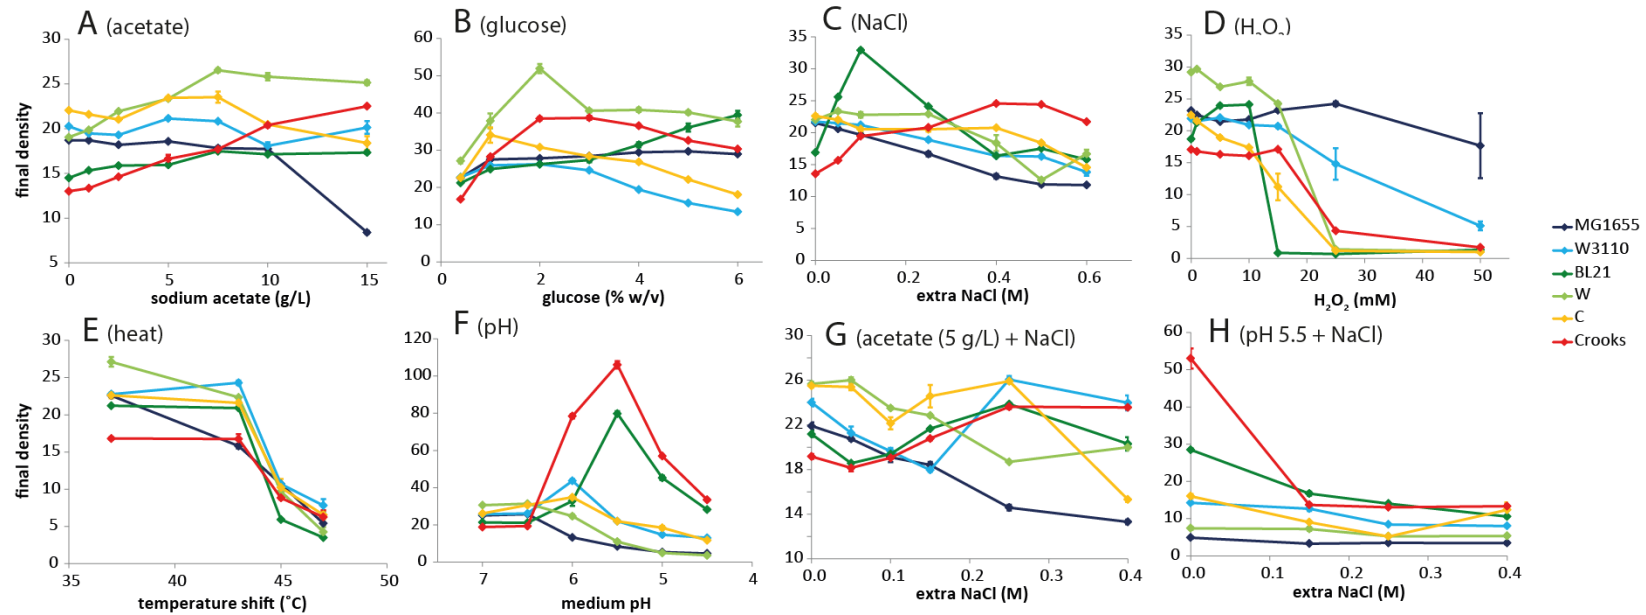 A (acetate)
B (glucose)
C (NaCl)
D (H₂O₂)
final density
30
25
20
15
10
5
0 5 10 15
sodium acetate (g/L)
60
50
40
30
20
10
0
0 2 4 6
glucose (% w/v)
35
30
25
20
15
10
5
0
0.0 0.2 0.4 0.6
extra NaCl (M)
35
30
25
20
15
10
5
0
0 10 20 30 40 50
H₂O₂ (mM)
MG1655
W3110
BL21
W
C
Crooks
E (heat)
F (pH)
G (acetate (5 g/L) + NaCl)
H (pH 5.5 + NaCl)
final density
30
25
20
15
10
5
0
35 40 45 50
temperature shift (˚C)
120
100
80
60
40
20
0
7 6 5 4
medium pH
30
26
22
18
14
10
0.0 0.1 0.2 0.3 0.4
extra NaCl (M)
60
50
40
30
20
10
0
0.0 0.1 0.2 0.3 0.4
extra NaCl (M)